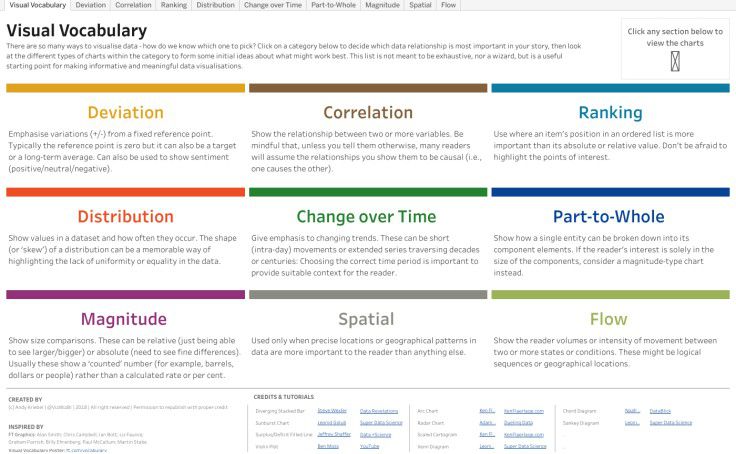 Visual Vocabulary Deviation Correlation Ranking Distribution Change over Time Part-to-Whole Magnitude Spatial Flow
Visual Vocabulary
There are so many ways to visualise data - how do we know which one to pick? Click on a category below to decide which data relationship is most important in your story, then look
at the different types of charts within the category to form some initial ideas about what might work best. This list is not meant to be exhaustive, nor a wizard, but is a useful
starting point for making informative and meaningful data visualisations.
Click any section below to
view the charts
Deviation
Emphasise variations (+/-) from a fixed reference point.
Typically the reference point is zero but it can also be a target
or a long-term average. Can also be used to show sentiment
(positive/neutral/negative).
Correlation
Show the relationship between two or more variables. Be
mindful that, unless you tell them otherwise, many readers
will assume the relationships you show them to be causal (i.e.,
one causes the other).
Ranking
Use where an item's position in an ordered list is more
important than its absolute or relative value. Don't be afraid to
highlight the points of interest.
Distribution
Show values in a dataset and how often they occur. The shape
(or 'skew') of a distribution can be a memorable way of
highlighting the lack of uniformity or equality in the data.
Change over Time
Give emphasis to changing trends. These can be short
(intra-day) movements or extended series traversing decades
or centuries: Choosing the correct time period is important to
provide suitable context for the reader.
Part-to-Whole
Show how a single entity can be broken down into its
component elements. If the reader's interest is solely in the
size of the components, consider a magnitude-type chart
instead.
Magnitude
Show size comparisons. These can be relative (just being able
to see larger/bigger) or absolute (need to see fine differences).
Usually these show a 'counted' number (for example, barrels,
dollars or people) rather than a calculated rate or per cent.
Spatial
Used only when precise locations or geographical patterns in
data are more important to the reader than anything else.
Flow
Show the reader volumes or intensity of movement between
two or more states or conditions. These might be logical
sequences or geographical locations.
CREATED BY
(c) Andy Kriebel | @VizWizBI | 2018 | All right reserved | Permission to republish with proper credit
INSPIRED BY
FT Graphics: Alan Smith; Chris Campbell; Ian Bott; Liz Faunce;
Graham Parrish; Billy Ehrenberg; Paul McCallum; Martin Stabe
Visual Vocabulary Poster:
CREDITS & TUTORIALS
Diverging Stacked Bar Steve Wexler Data Revelations
Sunburst Chart Leonid Super Data Science
Surplus/Deficit Filled Line Jeffrey Shaffer Data +Science
Violin Plot Ben Moss YouTube
Arc Chart Ken Fl.. KenFlerlage.com
Radar Chart Adam.. Dueling Data
Scaled Cartogram Ken Fl.. KenFlerlage.com
Venn Diagram Leoni.. Super Data Science
Chord Diagram DataBlick
Sankey Diagram Leoni.. Super Data Science